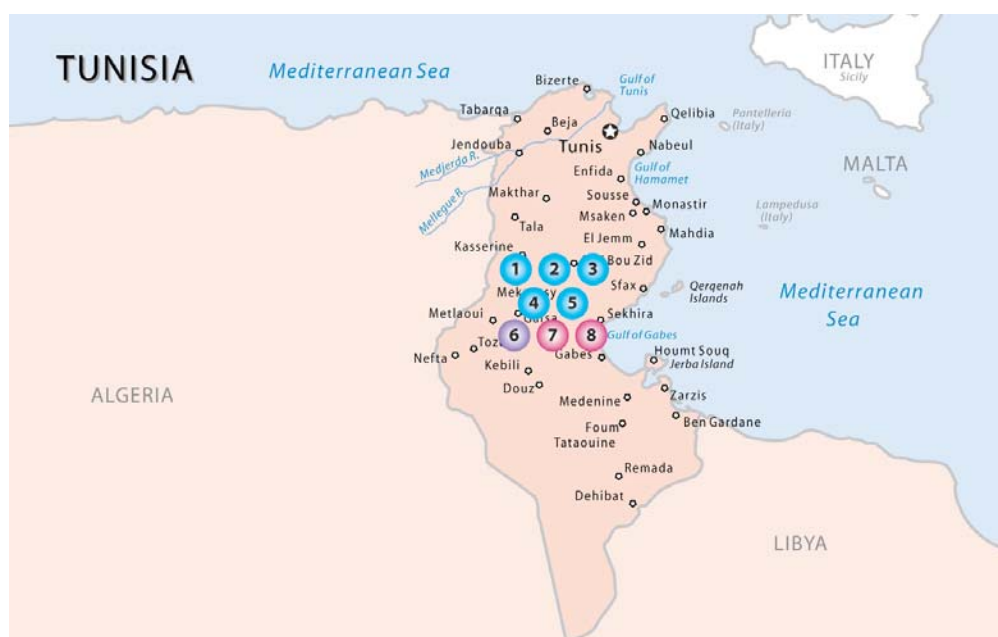 TUNISIA
Mediterranean Sea
ITALY
Sicily
Bizerte
Gulf of
Tunis
Tabarqa
Beja
Qelibia
Pantelleria
(Italy)
Jendouba
Tunis
Nabeul
Medjerda R.
Enfida
Gulf of
Hamamet
MALTA
Mellegue R.
Makthar
Sousse
Monastir
Msaken
Lampedusa
(Italy)
Tala
El Jemm
Mahdia
Kasserine
Bou Zid
1
2
3
Sfax
Qerqenah
Islands
Mediterranean
Sea
4
5
Metlaoui
Sekhira
6
7
8
Gulf of Gabes
Nefta
Gabes
Houmt Souq
Jerba Island
Kebili
Douz
Zarzis
ALGERIA
Medenine
Ben Gardane
Foum
Tataouine
Remada
Dehibat
LIBYA